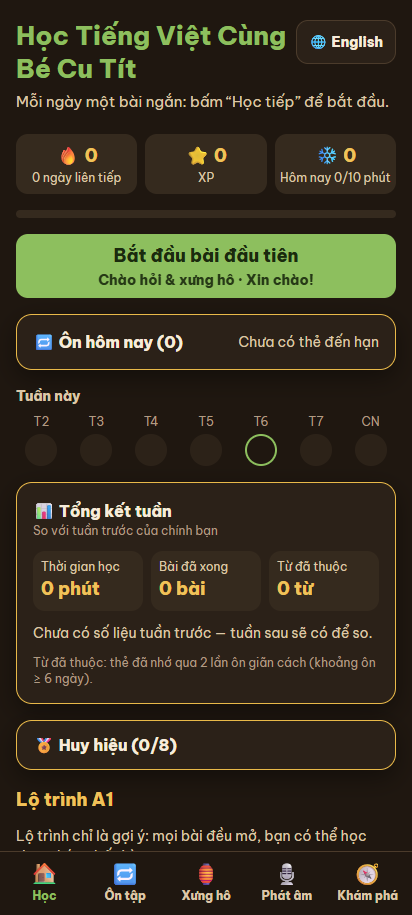 Học Tiếng Việt Cùng
Bé Cu Tít
English
Mỗi ngày một bài ngắn: bấm “Học tiếp” để bắt đầu.
0
0 ngày liên tiếp
0
XP
0
Hôm nay 0/10 phút
Bắt đầu bài đầu tiên
Chào hỏi & xưng hô · Xin chào!
Ôn hôm nay (0)
Chưa có thẻ đến hạn
Tuần này
T2 T3 T4 T5 T6 T7 CN
Tổng kết tuần
So với tuần trước của chính bạn
Thời gian học
0 phút
Bài đã xong
0 bài
Từ đã thuộc
0 từ
Chưa có số liệu tuần trước — tuần sau sẽ có để so.
Từ đã thuộc: thẻ đã nhớ qua 2 lần ôn giãn cách (khoảng ôn
≥ 6 ngày).
Huy hiệu (0/8)
Lộ trình A1
Lộ trình chỉ là gợi ý: mọi bài đều mở, bạn có thể học
Học
Ôn tập
Xưng hô
Phát âm
Khám phá